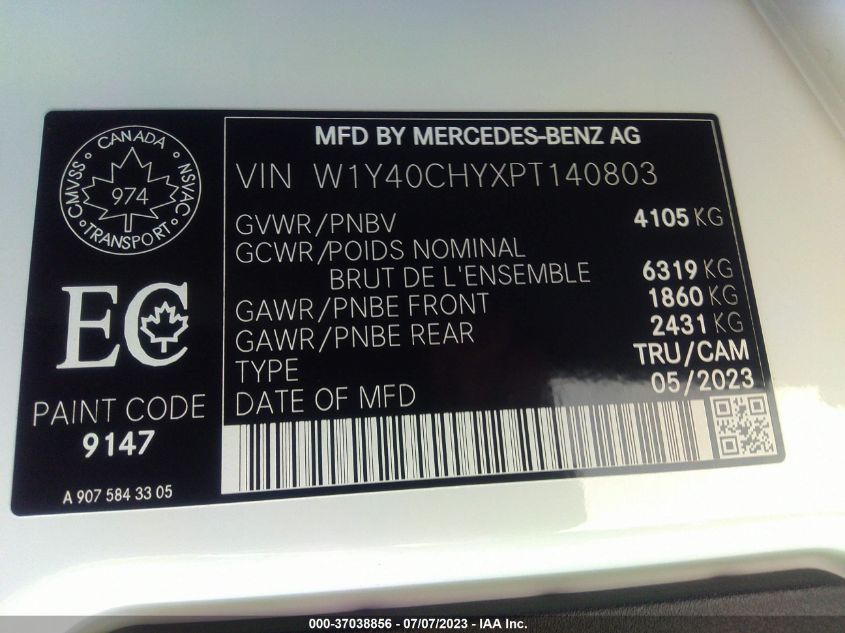 CANADA
CMVSS
974
NSVAC
TRANSPORT
EC
PAINT CODE
9147
A 907 584 33 05
MFD BY MERCEDES-BENZ AG
VIN W1Y40CHYXPT140803
GVWR/PNBV 4105 KG
GCWR/POIDS NOMINAL
BRUT DE L'ENSEMBLE 6319 KG
GAWR/PNBE FRONT 1860 KG
GAWR/PNBE REAR 2431 KG
TYPE TRU/CAM
DATE OF MFD 05/2023
000-37038856 - 07/07/2023 - IAA Inc.